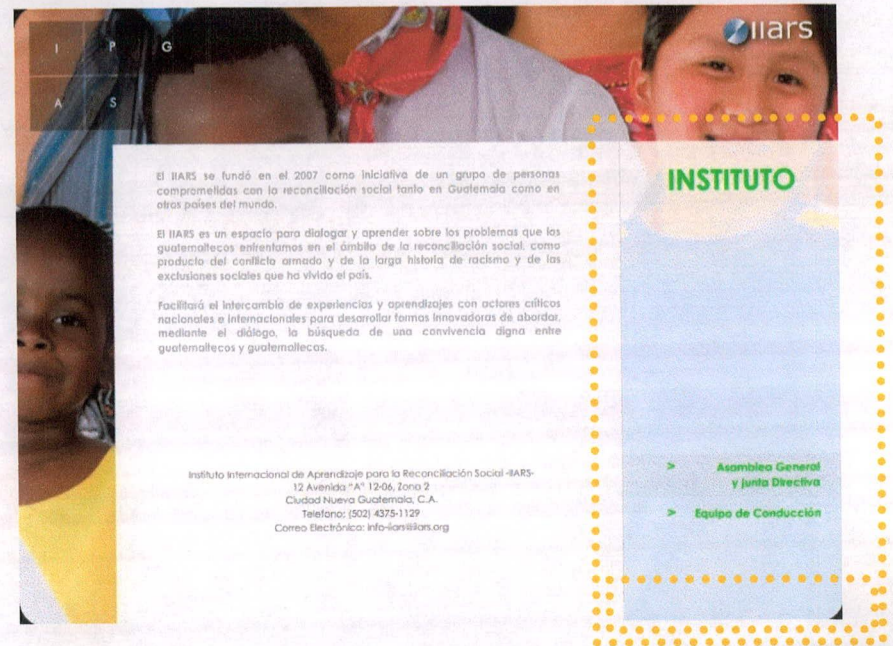 I P G
A S
iiars
INSTITUTO
El IIARS se fundó en el 2007 como iniciativa de un grupo de personas
comprometidas con la reconciliación social tanto en Guatemala como en
otros países del mundo.
El IIARS es un espacio para dialogar y aprender sobre los problemas que los
guatemaltecos enfrentamos en el ámbito de la reconciliación social, como
producto del conflicto armado y de la larga historia de racismo y de las
exclusiones sociales que ha vivido el país.
Facilitará el intercambio de experiencias y aprendizajes con actores críticos
nacionales e internacionales para desarrollar formas innovadoras de abordar,
mediante el diálogo, la búsqueda de una convivencia digna entre
guatemaltecos y guatemaltecas.
Instituto Internacional de Aprendizaje para la Reconciliación Social -IIARS-
12 Avenida "A" 12-06, Zona 2
Ciudad Nueva Guatemala, C.A.
Telefono: (502) 4375-1129
Correo Electrónico: info-iiars@iiars.org
> Asamblea General
y Junta Directiva
> Equipo de Conducción